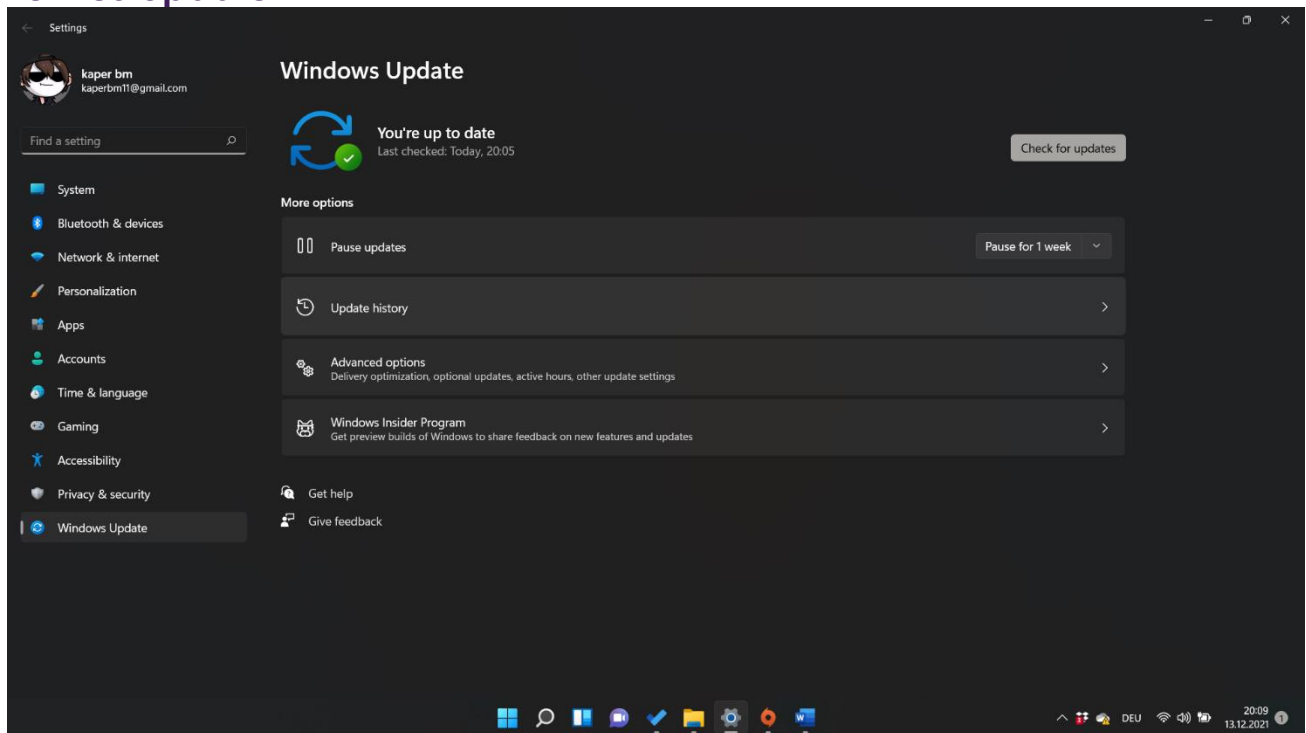 Settings
kaper bm
kaperbm11@gmail.com
Find a setting
System
Bluetooth & devices
Network & internet
Personalization
Apps
Accounts
Time & language
Gaming
Accessibility
Privacy & security
Windows Update
Windows Update
You're up to date
Last checked: Today, 20:05
Check for updates
More options
Pause updates
Pause for 1 week
Update history
Advanced options
Delivery optimization, optional updates, active hours, other update settings
Windows Insider Program
Get preview builds of Windows to share feedback on new features and updates
Get help
Give feedback
DEU
20:09
13.12.2021
1